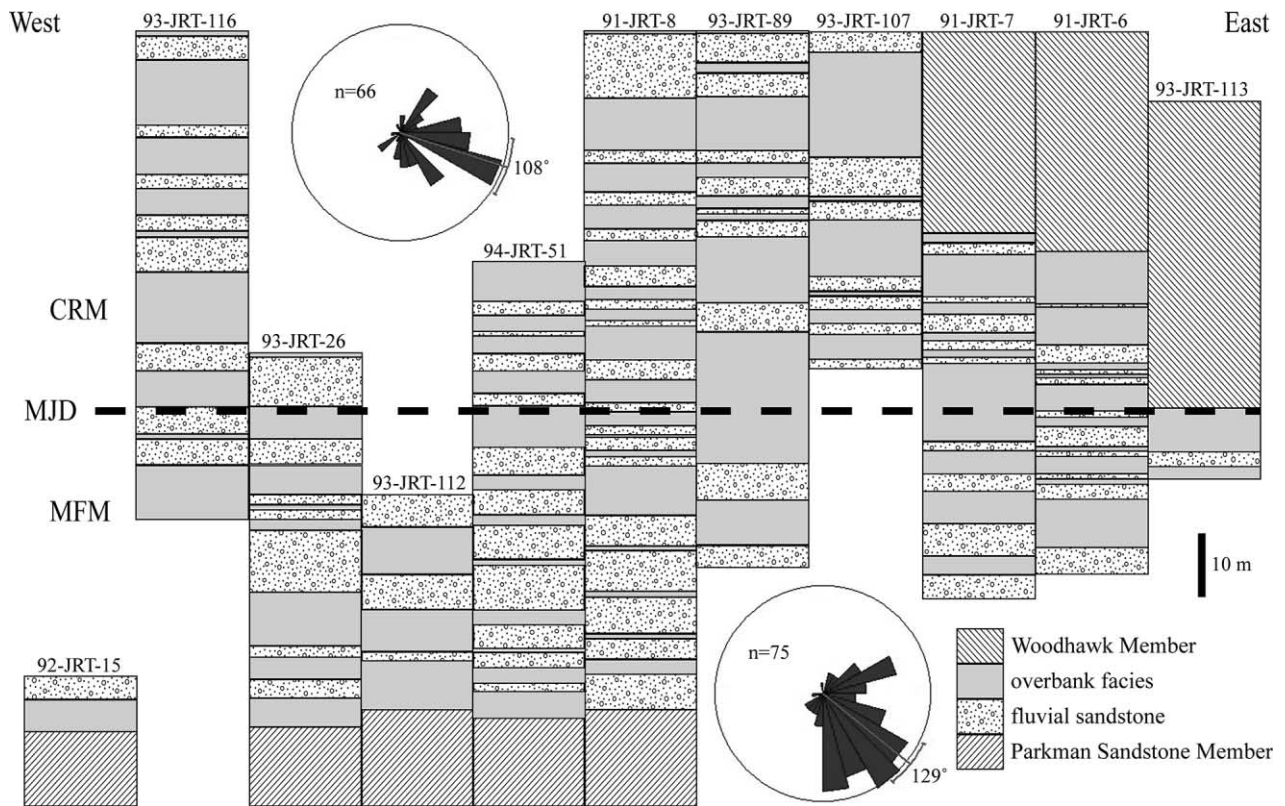 West
East
93-JRT-116
91-JRT-8
93-JRT-89
93-JRT-107
91-JRT-7
91-JRT-6
93-JRT-113
n=66
108°
94-JRT-51
CRM
93-JRT-26
MJD
93-JRT-112
MFM
10 m
92-JRT-15
n=75
129°
Woodhawk Member
overbank facies
fluvial sandstone
Parkman Sandstone Member